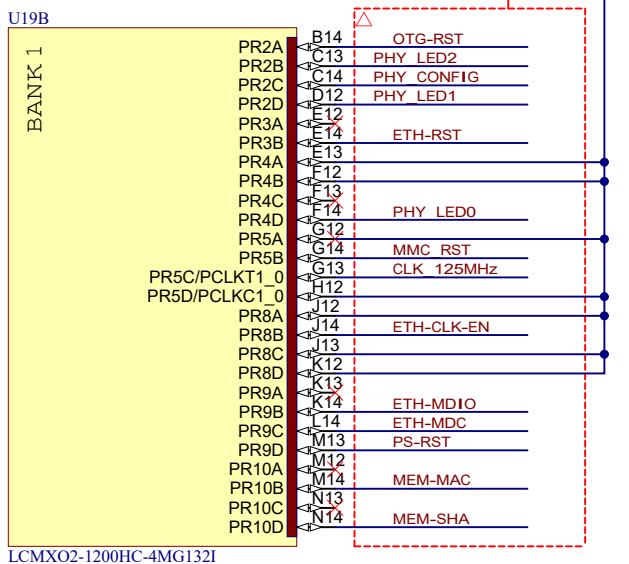 U19B
BANK 1
PR2A B14 OTG-RST
PR2B C13 PHY_LED2
PR2C C14 PHY_CONFIG
PR2D D12 PHY_LED1
PR3A E12
PR3B E14 ETH-RST
PR4A E13
PR4B F12
PR4C F13
PR4D F14 PHY_LED0
PR5A G12
PR5B G14 MMC_RST
PR5C/PCLKT1_0 G13 CLK_125MHz
PR5D/PCLKC1_0 H12
PR8A J12
PR8B J14 ETH-CLK-EN
PR8C J13
PR8D K12
PR9A K13
PR9B K14 ETH-MDIO
PR9C L14 ETH-MDC
PR9D M13 PS-RST
PR10A M12
PR10B M14 MEM-MAC
PR10C N13
PR10D N14 MEM-SHA
LCMXO2-1200HC-4MG132I